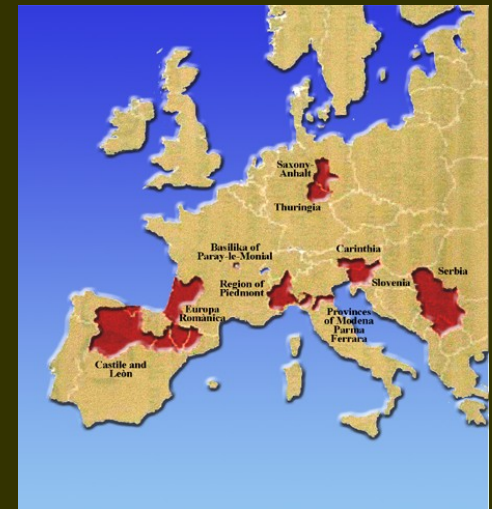 Saxony-
Anhalt
Thuringia
Basilika of
Paray-le-Monial
Carinthia
Region of
Piedmont
Slovenia
Serbia
Europa
Romànica
Provinces
of Modena
Parma
Ferrara
Castile and
León